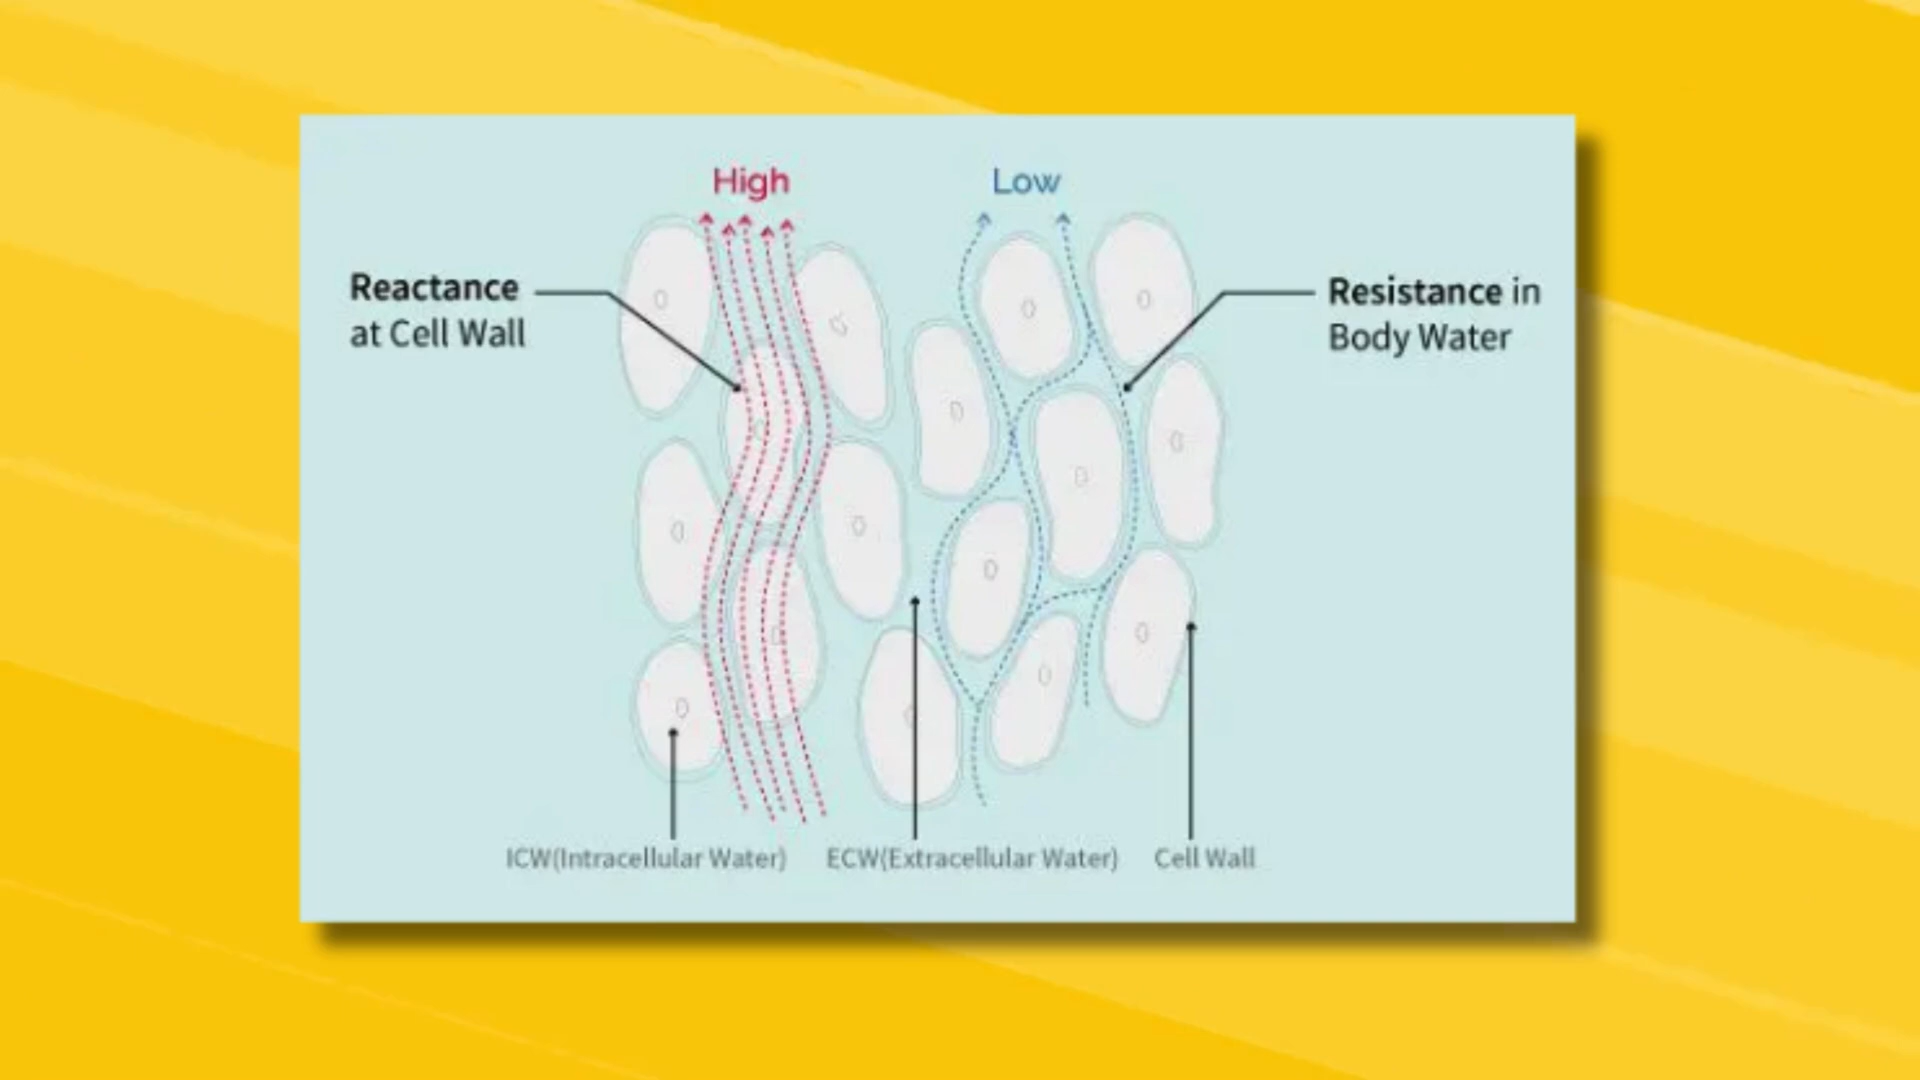 High
Low
Reactance
at Cell Wall
Resistance in
Body Water
ICW(Intracellular Water)
ECW(Extracellular Water)
Cell Wall